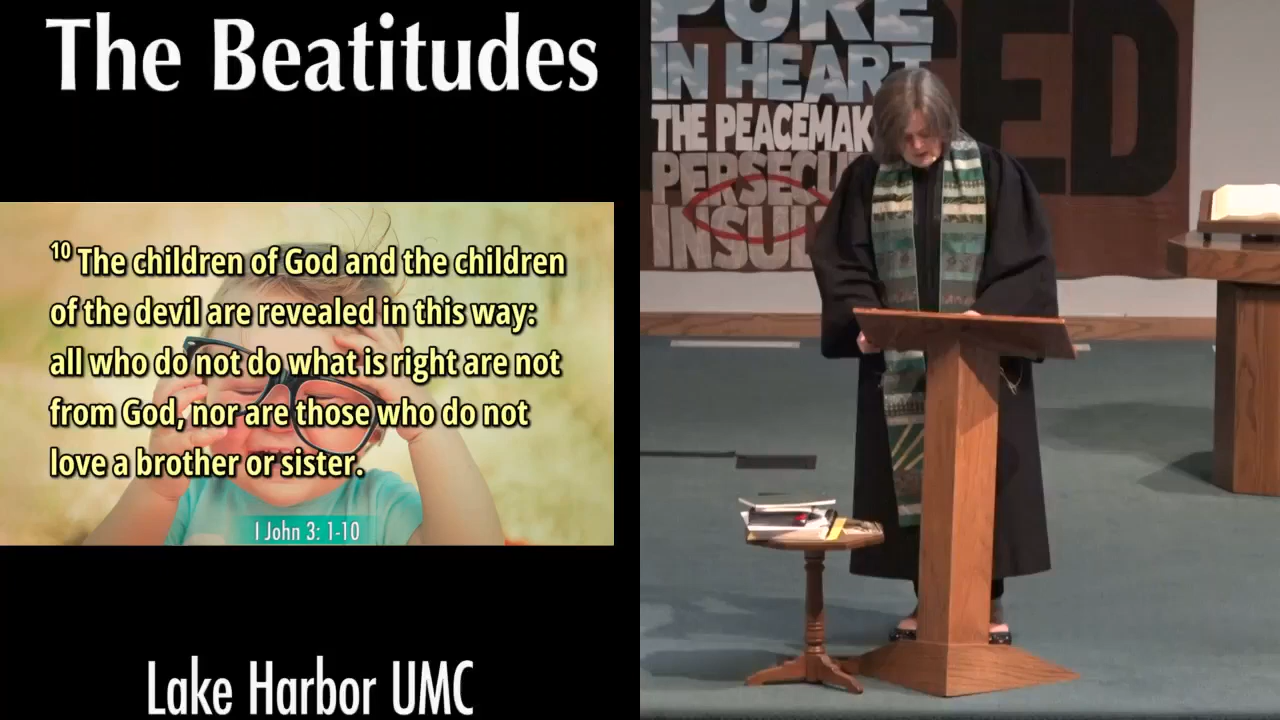 The Beatitudes
10 The children of God and the children
of the devil are revealed in this way:
all who do not do what is right are not
from God, nor are those who do not
love a brother or sister.
I John 3: 1-10
Lake Harbor UMC
PURE
IN HEART
THE PEACEMAK
PERSECU
INSUL
ED